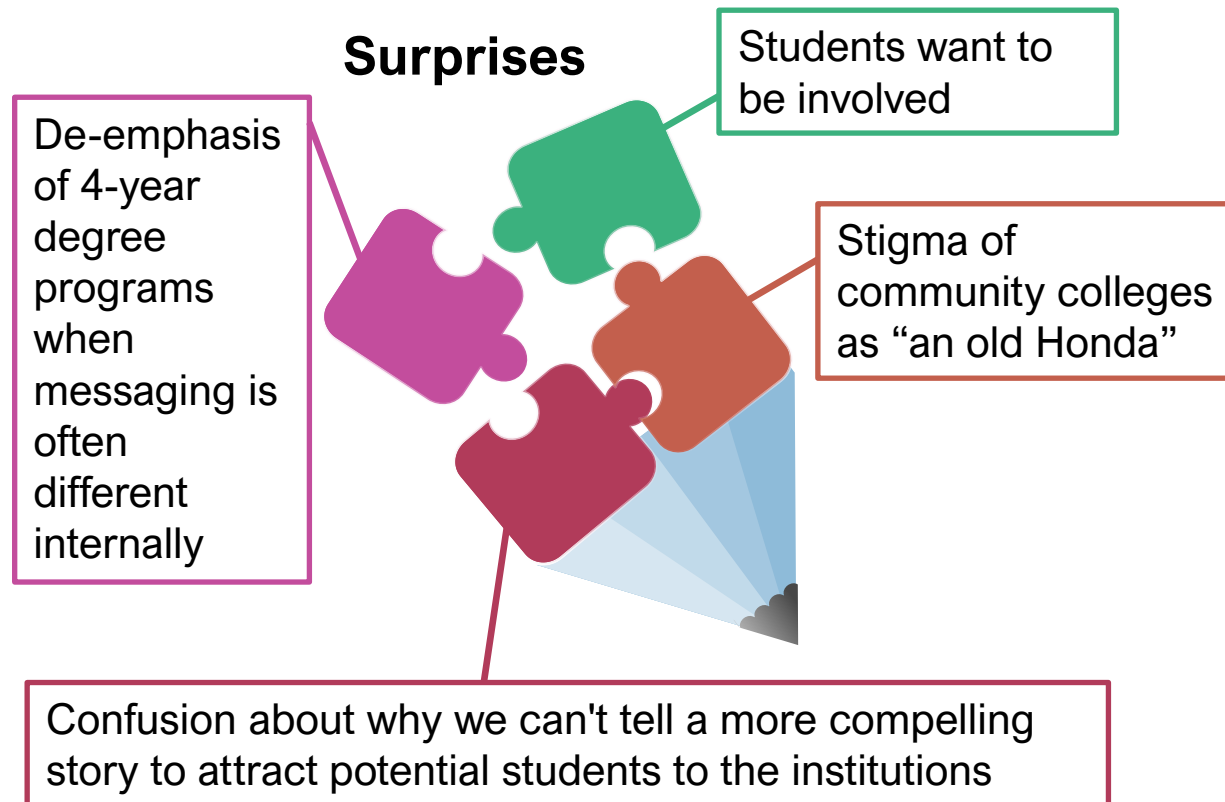 Surprises
Students want to
be involved
De-emphasis
of 4-year
degree
programs
when
messaging is
often
different
internally
Stigma of
community colleges
as “an old Honda”
Confusion about why we can't tell a more compelling
story to attract potential students to the institutions